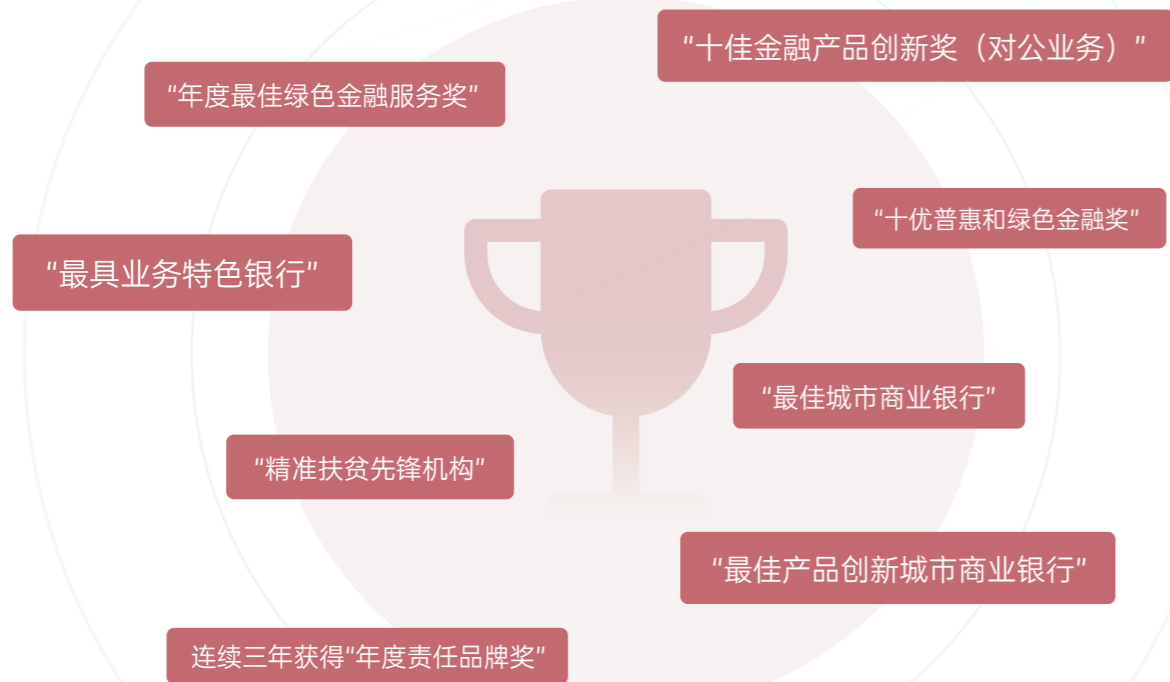 "十佳金融产品创新奖（对公业务）"
"年度最佳绿色金融服务奖"
"十优普惠和绿色金融奖"
"最具业务特色银行"
"最佳城市商业银行"
"精准扶贫先锋机构"
"最佳产品创新城市商业银行"
连续三年获得"年度责任品牌奖"